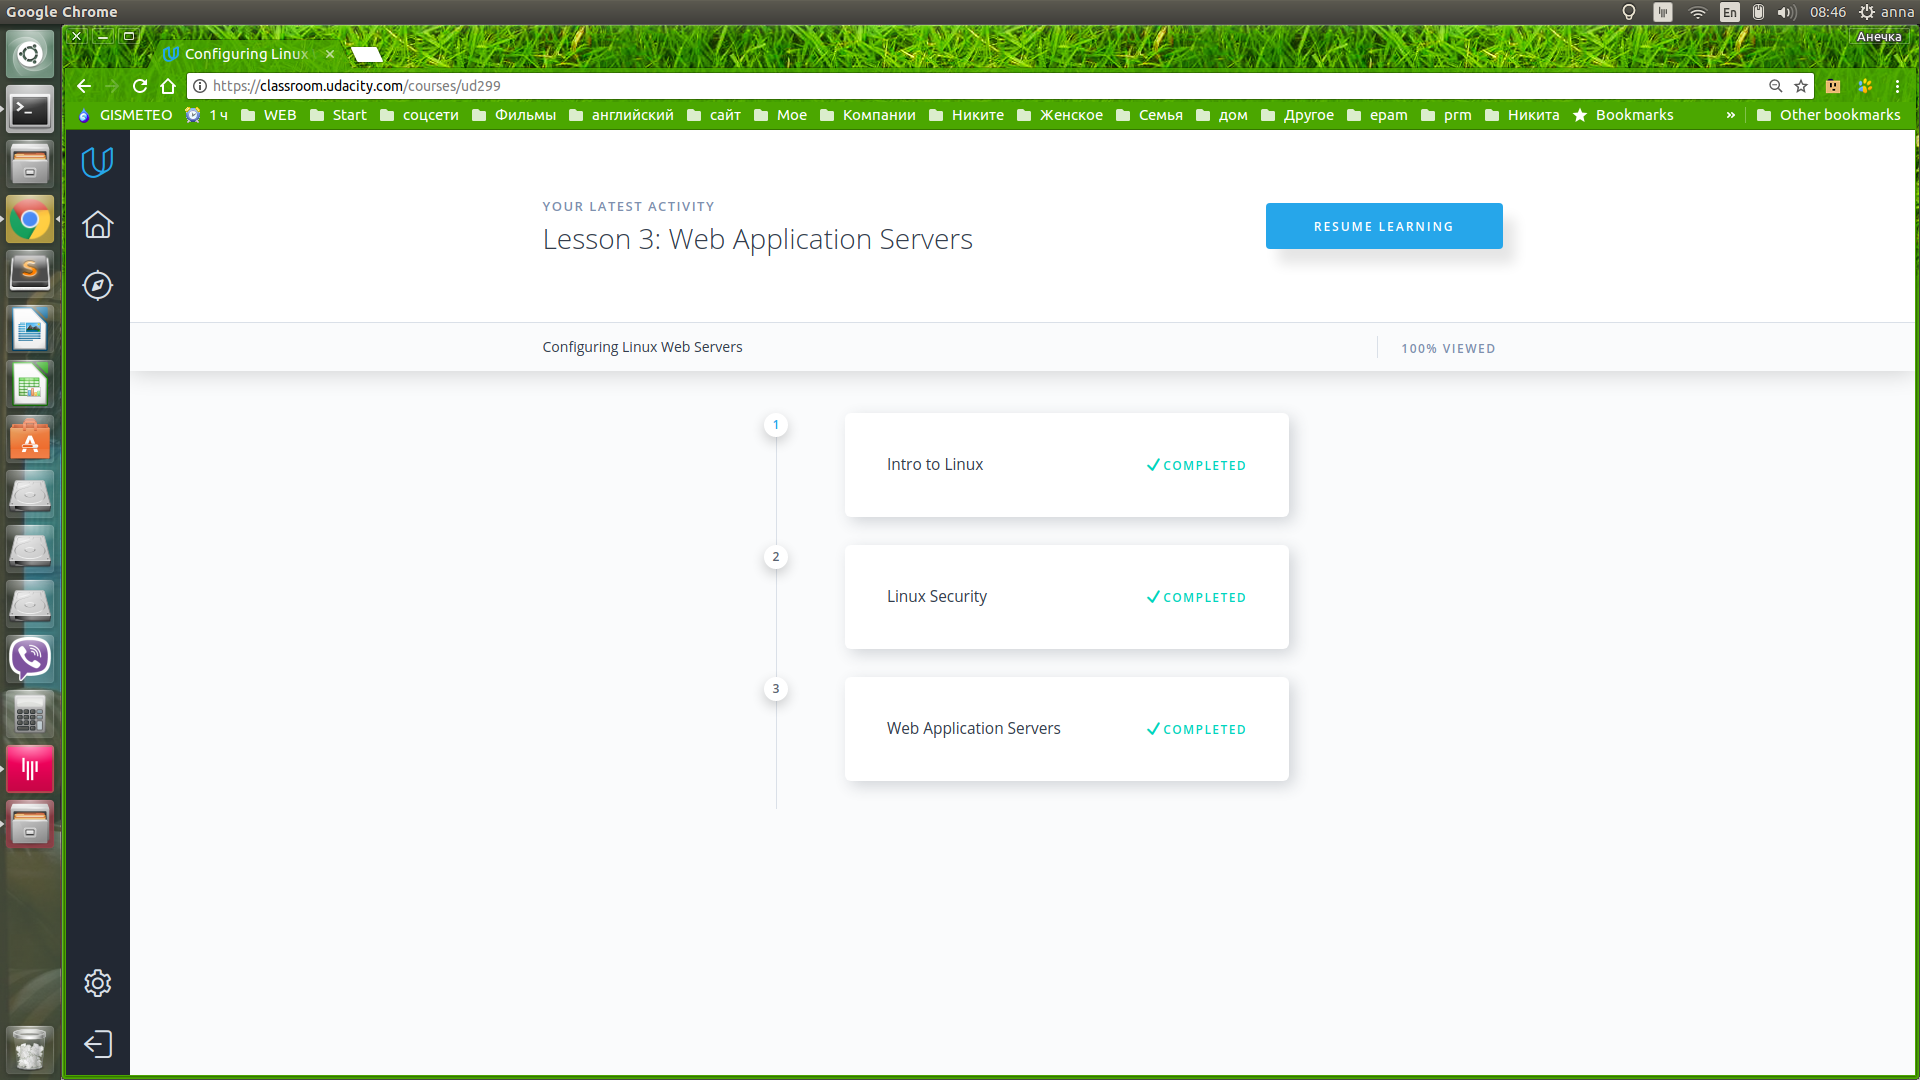 Google Chrome
En
08:46
anna
Анечка
Configuring Linux
https://classroom.udacity.com/courses/ud299
GISMETEO
1 ч
WEB
Start
соцсети
Фильмы
английский
сайт
Мое
Компании
Никите
Женское
Семья
дом
Другое
epam
prm
Никита
Bookmarks
»
Other bookmarks
YOUR LATEST ACTIVITY
Lesson 3: Web Application Servers
RESUME LEARNING
Configuring Linux Web Servers
100% VIEWED
1
Intro to Linux
COMPLETED
2
Linux Security
COMPLETED
3
Web Application Servers
COMPLETED